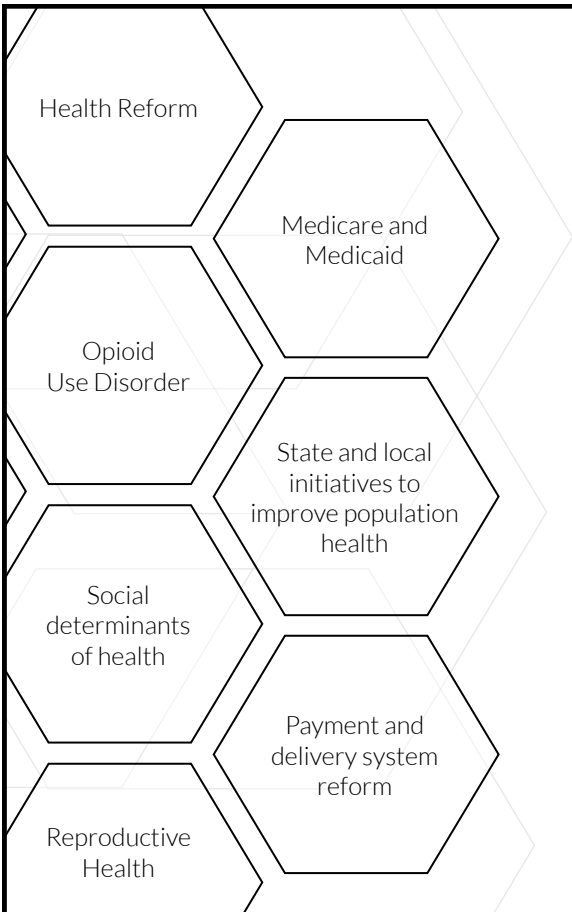 Health Reform
Medicare and
Medicaid
Opioid
Use Disorder
State and local
initiatives to
improve population
health
Social
determinants
of health
Payment and
delivery system
reform
Reproductive
Health